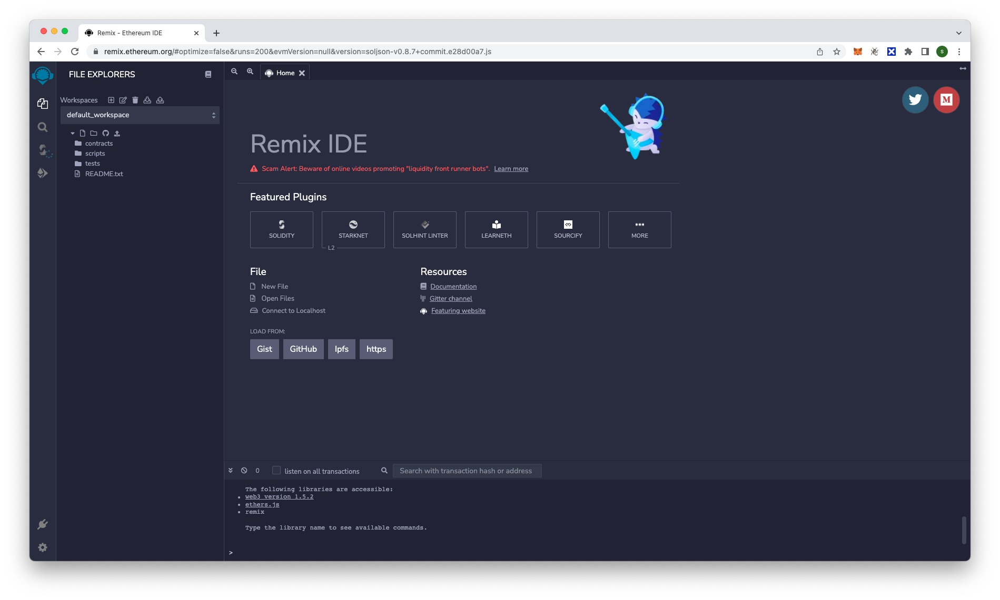 Remix - Ethereum IDE
remix.ethereum.org/#optimize=false&runs=200&evmVersion=null&version=soljson-v0.8.7+commit.e28d00a7.js
S
FILE EXPLORERS
Home
Workspaces
default_workspace
contracts
scripts
tests
README.txt
M
Remix IDE
Scam Alert: Beware of online videos promoting "liquidity front runner bots". Learn more
Featured Plugins
SOLIDITY
STARKNET
L2
SOLHINT LINTER
LEARNETH
SOURCIFY
MORE
File
New File
Open Files
Connect to Localhost
Resources
Documentation
Gitter channel
Featuring website
LOAD FROM:
Gist GitHub Ipfs https
0 listen on all transactions Search with transaction hash or address
The following libraries are accessible:
• web3 version 1.5.2
• ethers.js
• remix
Type the library name to see available commands.
>